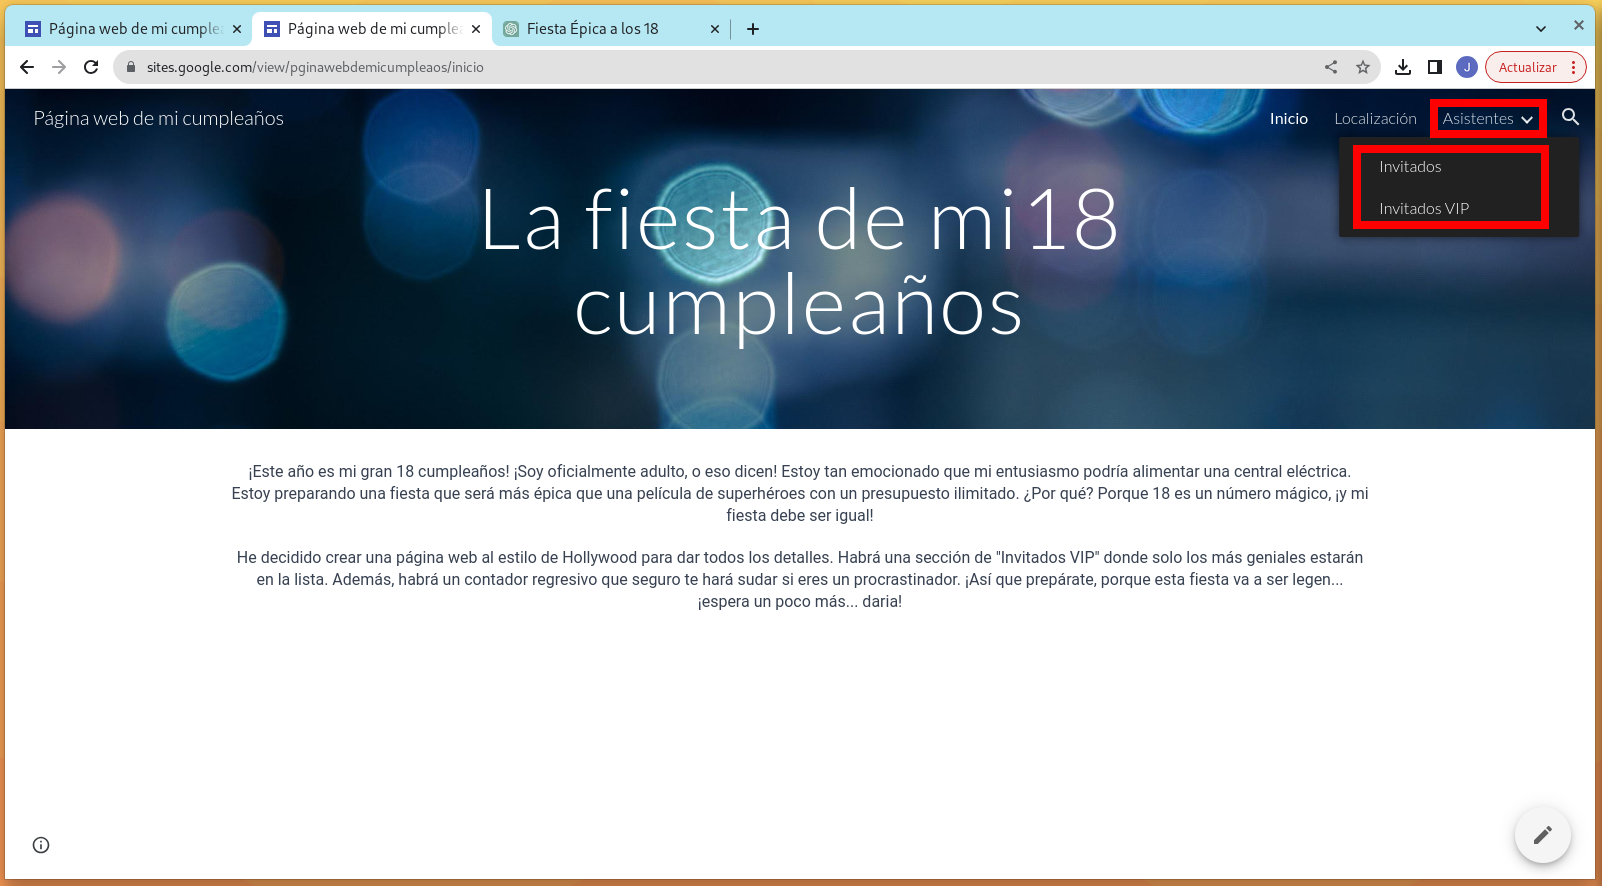 Página web de mi cumple
Página web de mi cumple
Fiesta Épica a los 18
sites.google.com/view/pginawebdemicumpleaos/inicio
J
Actualizar
Página web de mi cumpleaños
Inicio
Localización
Asistentes
Invitados
Invitados VIP
La fiesta de mi18
cumpleaños
¡Este año es mi gran 18 cumpleaños! ¡Soy oficialmente adulto, o eso dicen! Estoy tan emocionado que mi entusiasmo podría alimentar una central eléctrica.
Estoy preparando una fiesta que será más épica que una película de superhéroes con un presupuesto ilimitado. ¿Por qué? Porque 18 es un número mágico, ¡y mi
fiesta debe ser igual!
He decidido crear una página web al estilo de Hollywood para dar todos los detalles. Habrá una sección de "Invitados VIP" donde solo los más geniales estarán
en la lista. Además, habrá un contador regresivo que seguro te hará sudar si eres un procrastinador. ¡Así que prepárate, porque esta fiesta va a ser legen...
¡espera un poco más... daria!